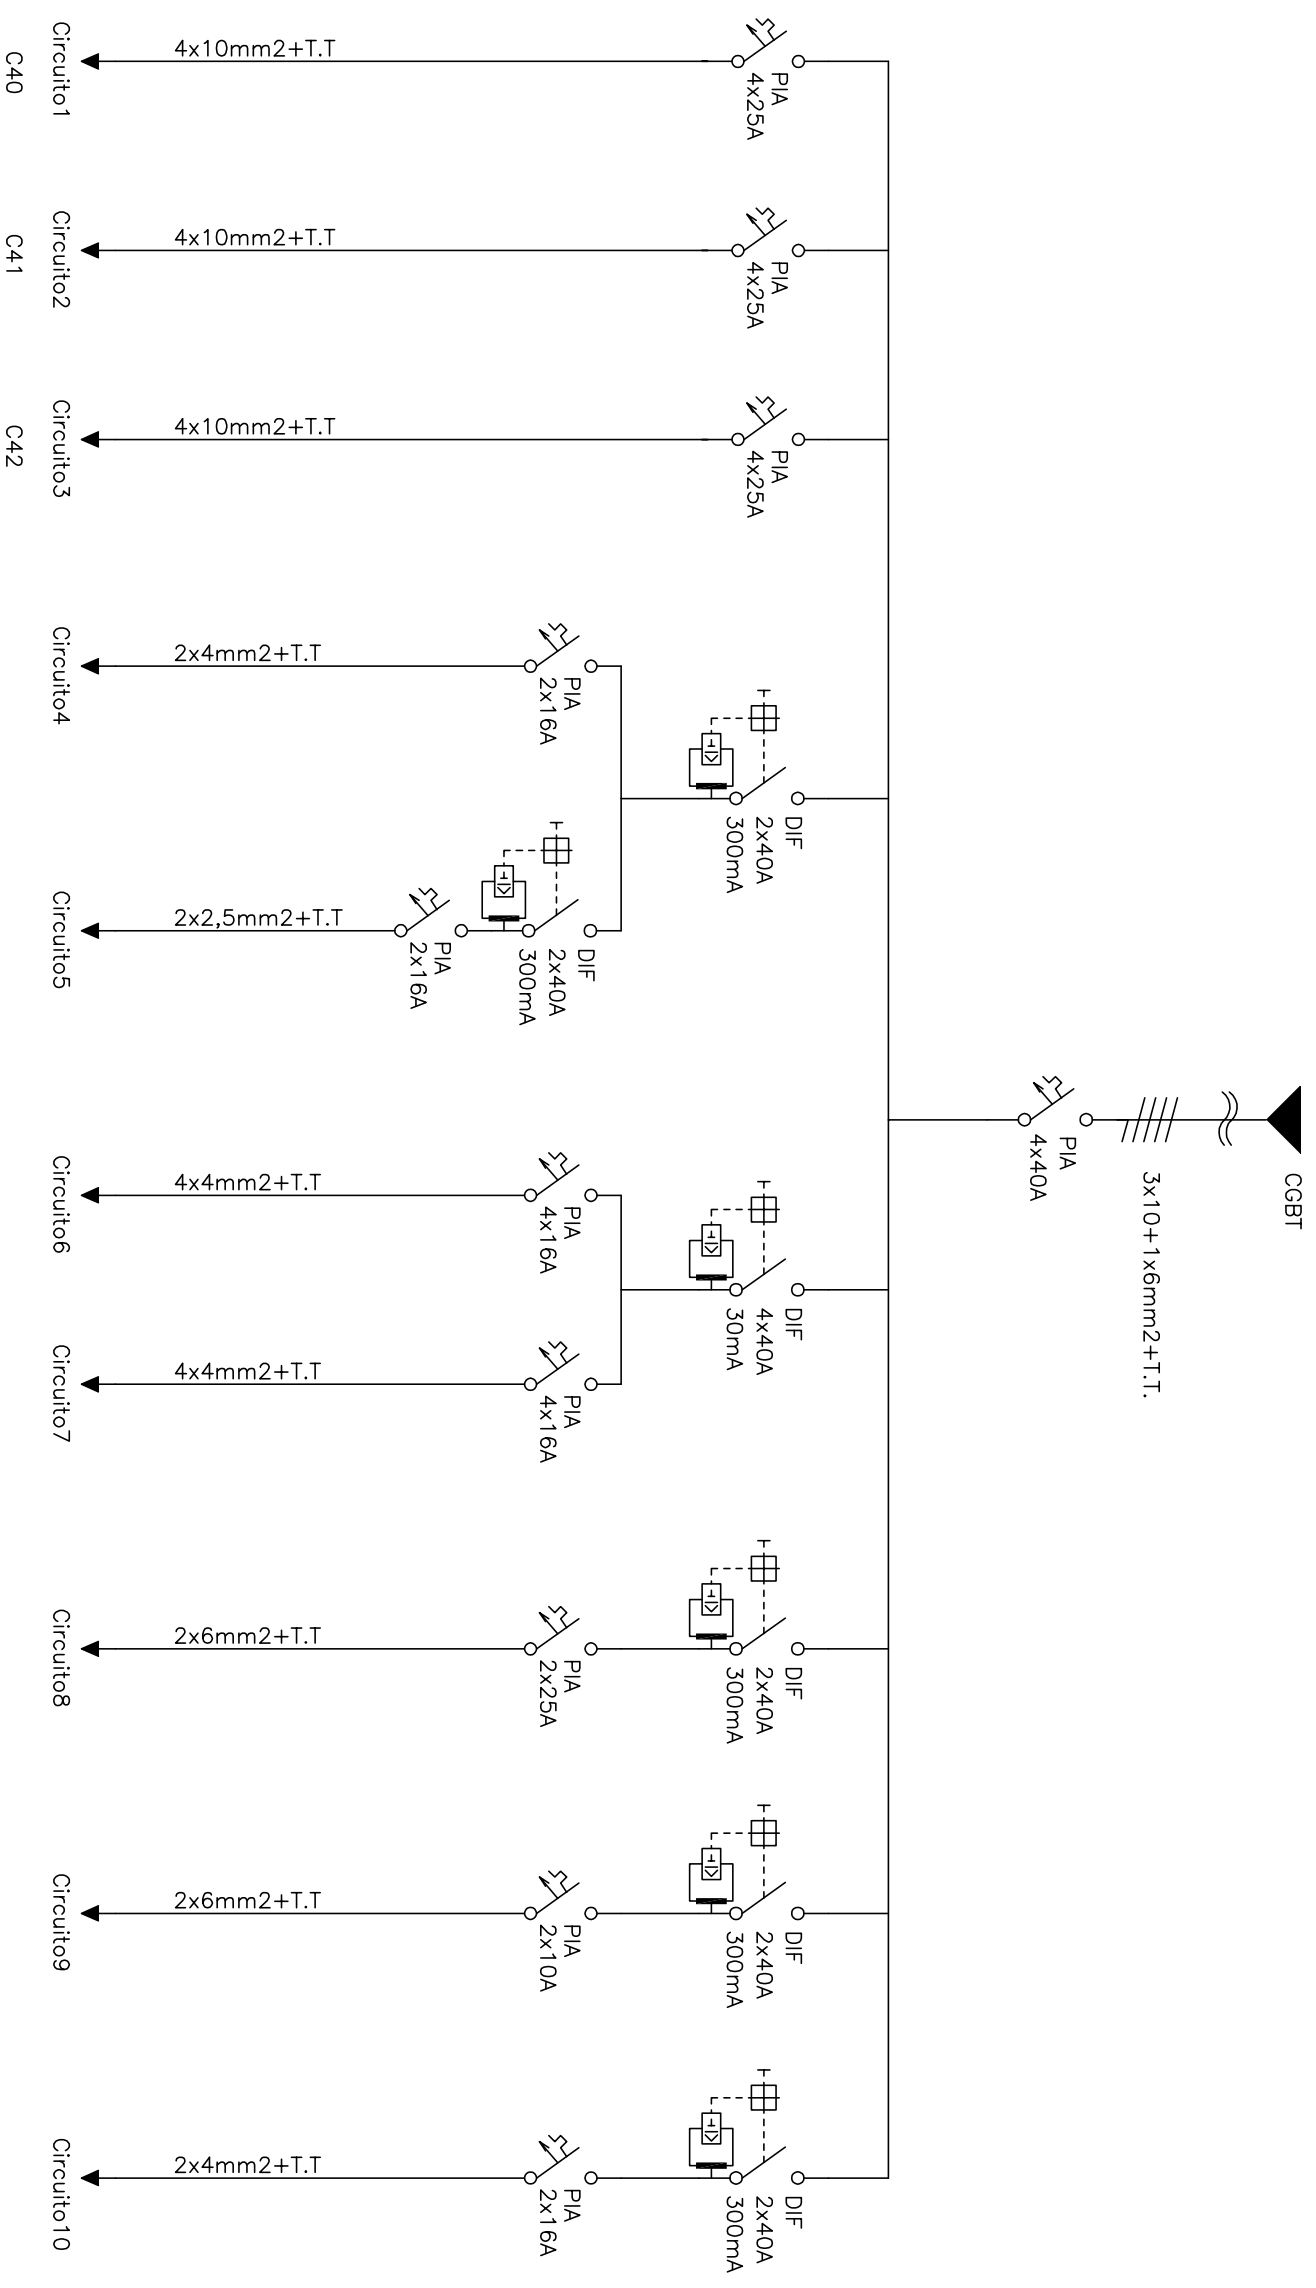 CGBT
3x10+1x6mm2+T.T.
PIA
4x40A
PIA
4x25A
4x10mm2+T.T
Circuito1
C40
PIA
4x25A
4x10mm2+T.T
Circuito2
C41
PIA
4x25A
4x10mm2+T.T
Circuito3
C42
DIF
2x40A
300mA
PIA
2x16A
2x4mm2+T.T
Circuito4
DIF
2x40A
300mA
PIA
2x16A
2x2,5mm2+T.T
Circuito5
DIF
4x40A
30mA
PIA
4x16A
4x4mm2+T.T
Circuito6
PIA
4x16A
4x4mm2+T.T
Circuito7
DIF
2x40A
300mA
PIA
2x25A
2x6mm2+T.T
Circuito8
DIF
2x40A
300mA
PIA
2x10A
2x6mm2+T.T
Circuito9
DIF
2x40A
300mA
PIA
2x16A
2x4mm2+T.T
Circuito10